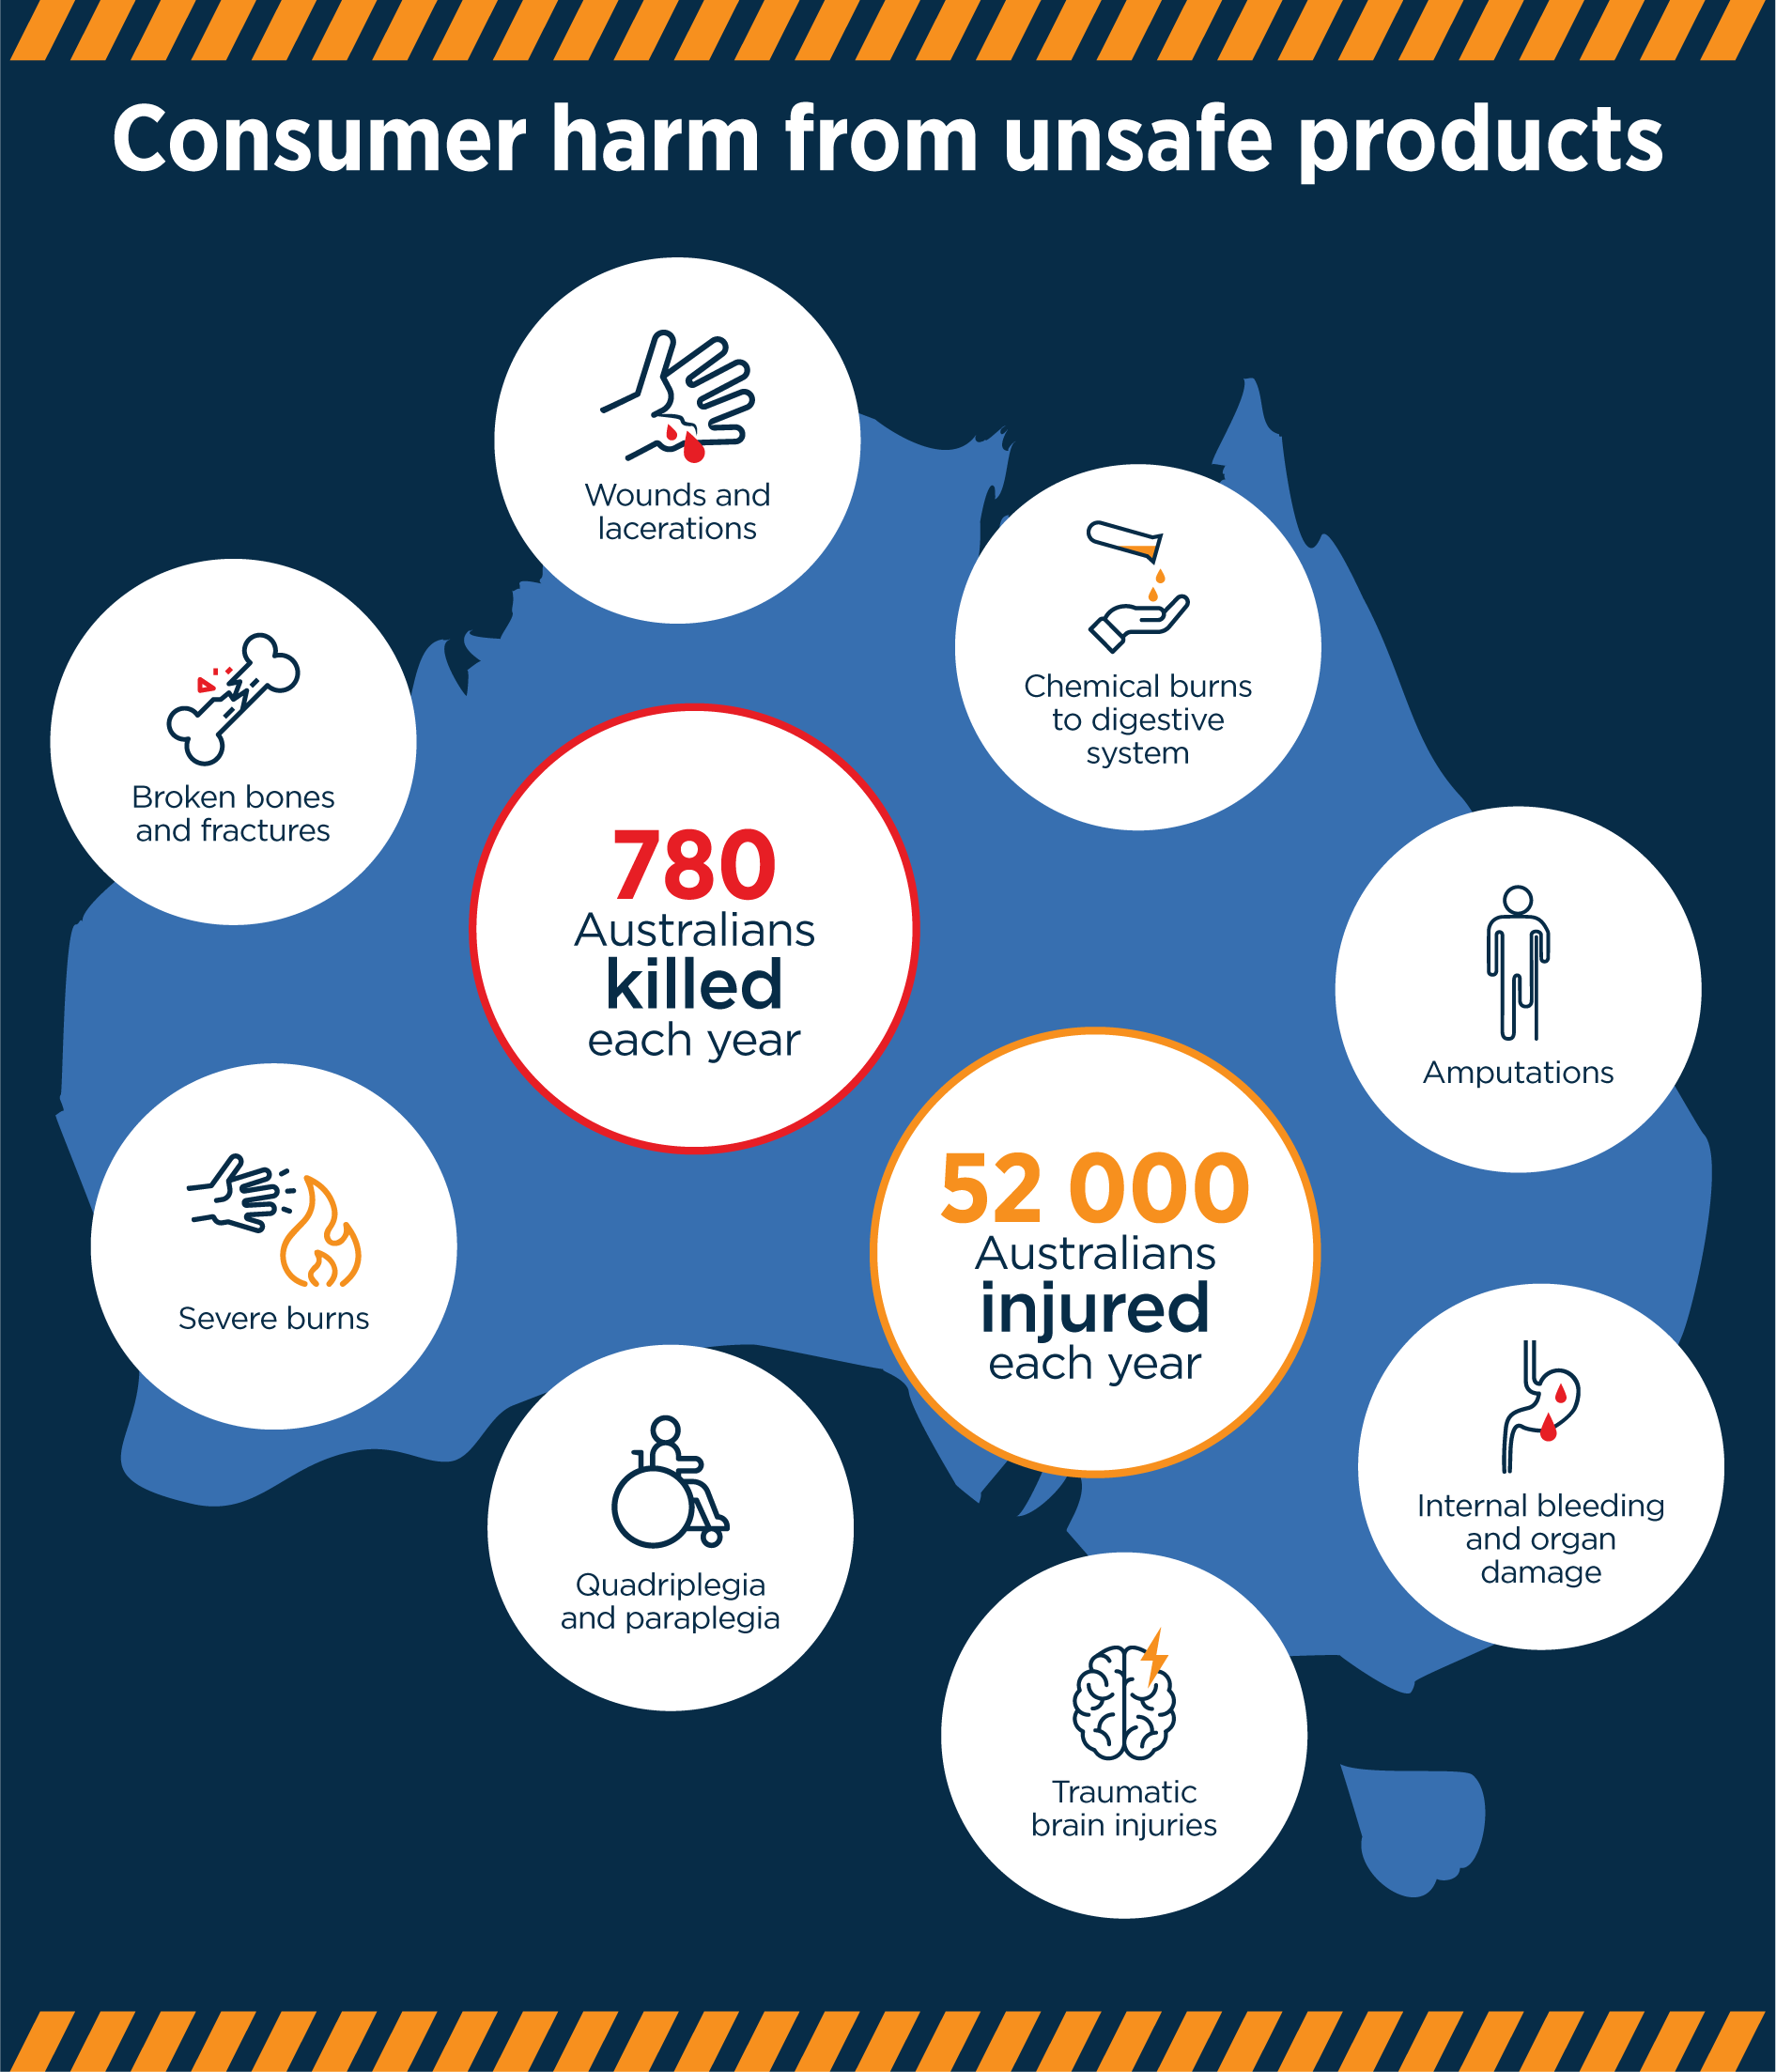 Consumer harm from unsafe products
Wounds and
lacerations
Chemical burns
to digestive
system
Broken bones
and fractures
780
Australians
killed
each year
Amputations
52 000
Australians
injured
each year
Severe burns
Internal bleeding
and organ
damage
Quadriplegia
and paraplegia
Traumatic
brain injuries